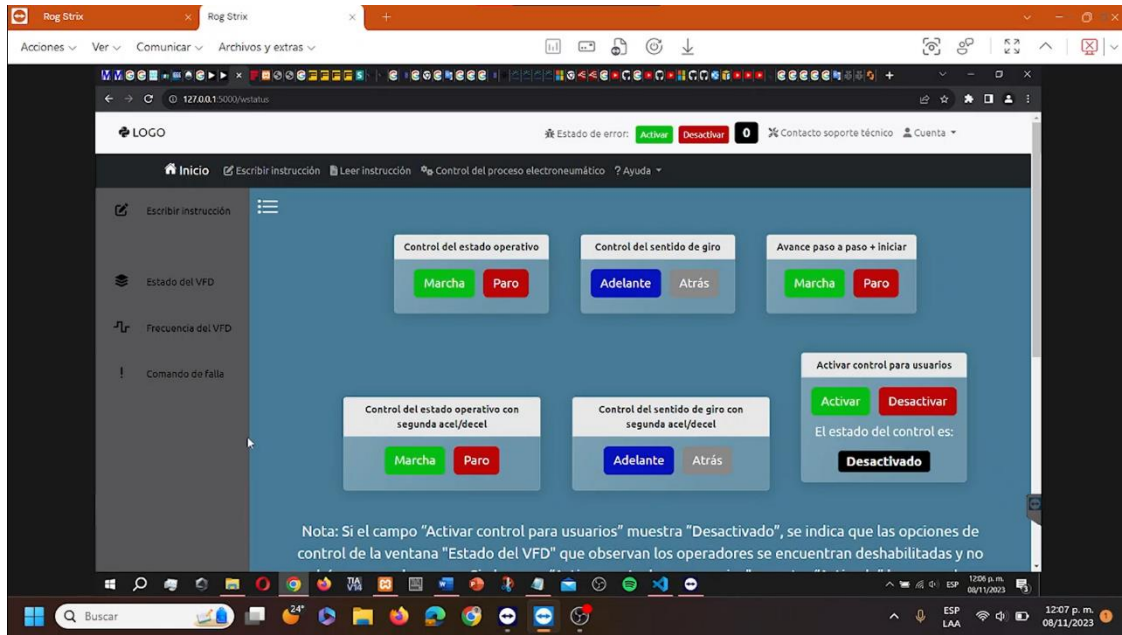 Rog Strix
Rog Strix
Acciones Ver Comunicar Archivos y extras
127.0.0.1:5000/wstatus
LOGO
Estado de error: Activar Desactivar 0 Contacto soporte técnico Cuenta
Inicio Escribir instrucción Leer instrucción Control del proceso electroneumático ? Ayuda
Escribir instrucción
Estado del VFD
Frecuencia del VFD
! Comando de falla
Control del estado operativo
Marcha Paro
Control del sentido de giro
Adelante Atrás
Avance paso a paso + iniciar
Marcha Paro
Control del estado operativo con
segunda acel/decel
Marcha Paro
Control del sentido de giro con
segunda acel/decel
Adelante Atrás
Activar control para usuarios
Activar Desactivar
El estado del control es:
Desactivado
Nota: Si el campo "Activar control para usuarios" muestra "Desactivado", se indica que las opciones de
control de la ventana "Estado del VFD" que observan los operadores se encuentran deshabilitadas y no
ESP 12:06 p. m.
08/11/2023
Buscar
24°
ESP
LAA
12:07 p. m.
08/11/2023